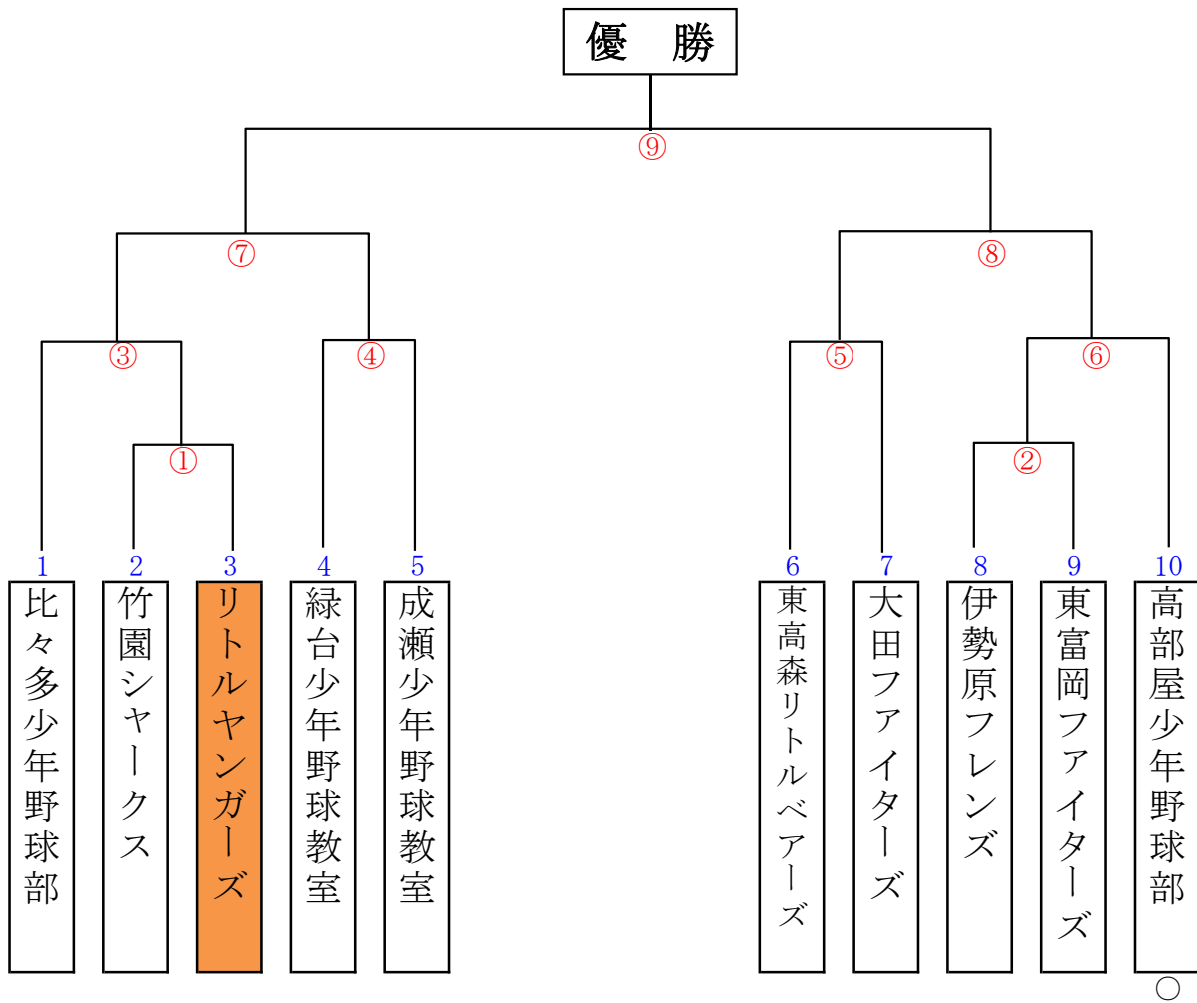 優　勝
⑨
⑦
⑧
③
④
⑤
⑥
①
②
1
2
3
4
5
6
7
8
9
10
比々多少年野球部
竹園シャークス
リトルヤンガーズ
緑台少年野球教室
成瀬少年野球教室
東高森リトルベアーズ
大田ファイターズ
伊勢原フレンズ
東富岡ファイターズ
高部屋少年野球部
○